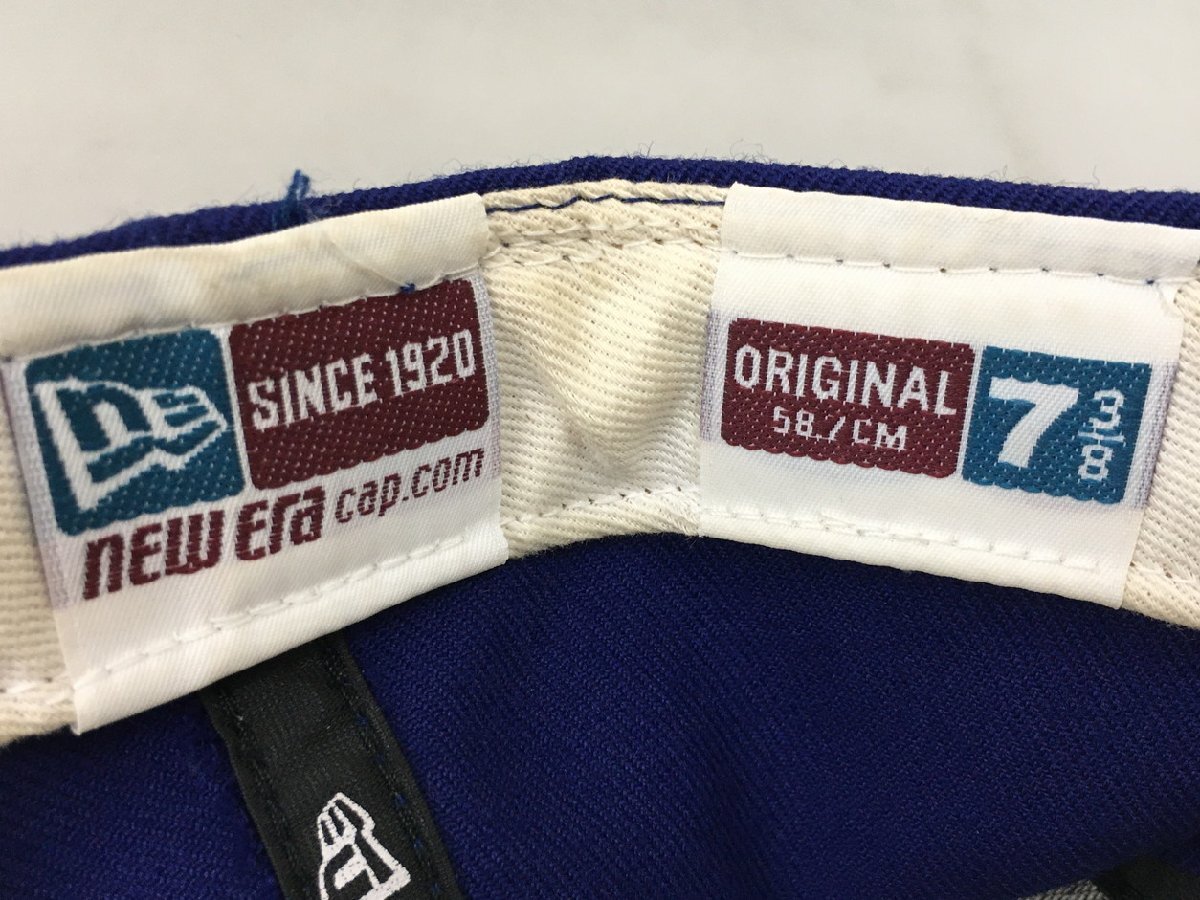 SINCE 1920
NEW ERA cap.com
ORIGINAL
58.7CM
7 3/8